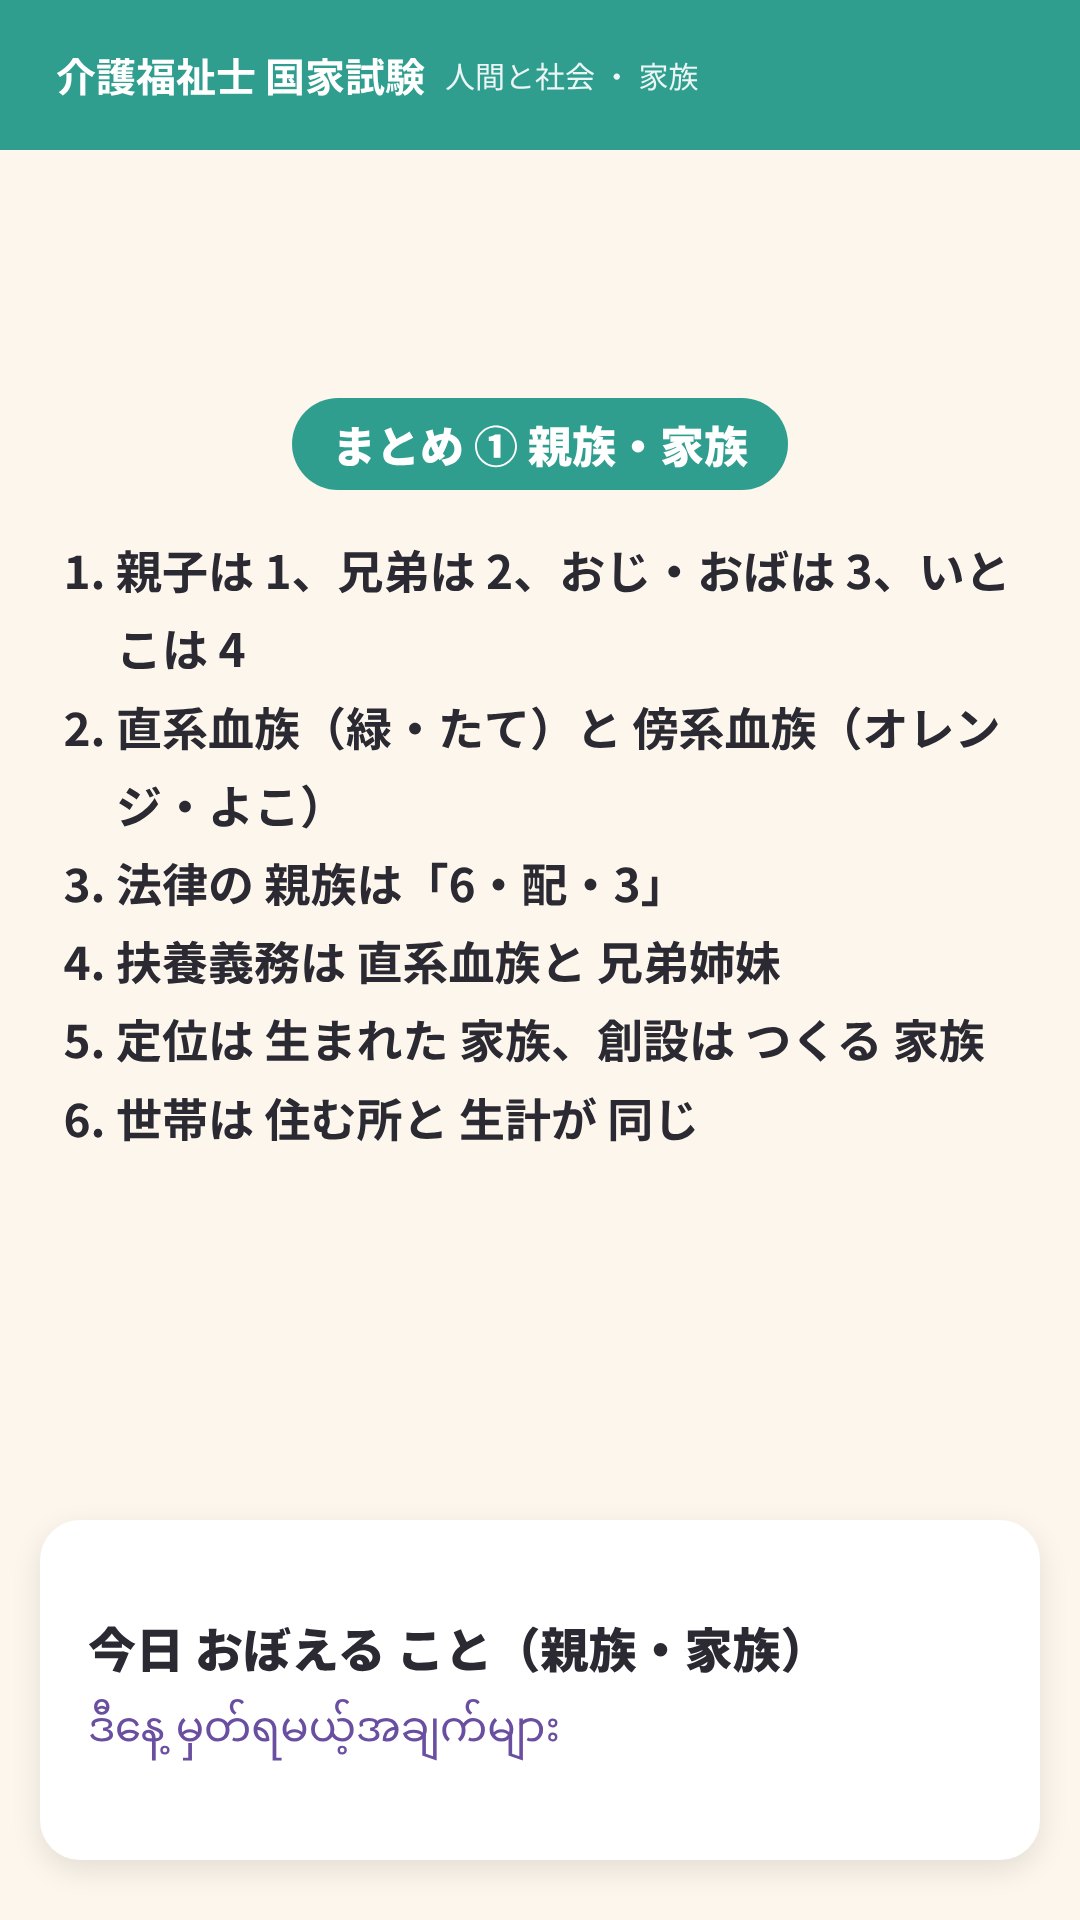 介護福祉士 国家試験 人間と社会 ・ 家族
まとめ ① 親族・家族
1. 親子は 1、兄弟は 2、おじ・おばは 3、いと
こは 4
2. 直系血族（緑・たて）と 傍系血族（オレン
ジ・よこ）
3. 法律の 親族は「6・配・3」
4. 扶養義務は 直系血族と 兄弟姉妹
5. 定位は 生まれた 家族、創設は つくる 家族
6. 世帯は 住む所と 生計が 同じ
今日 おぼえる こと（親族・家族）
ဒီနေ့ မှတ်ရမယ့်အချက်များ